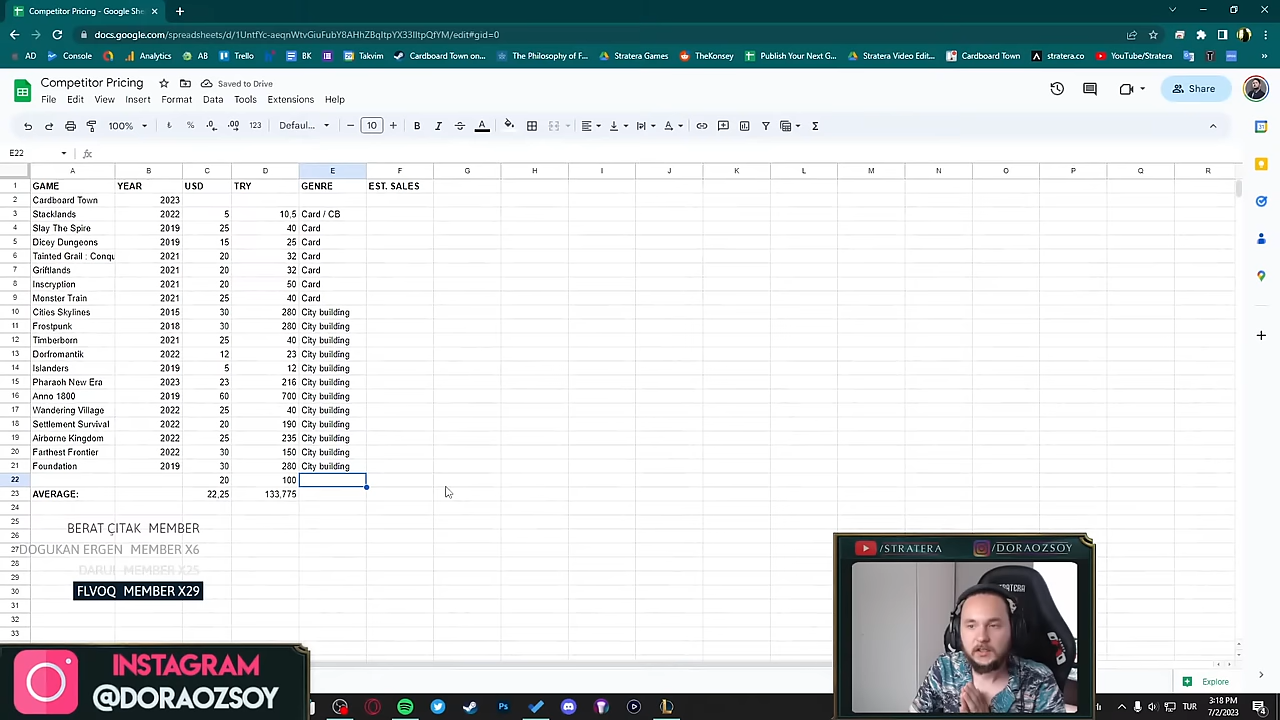 Competitor Pricing - Google She
docs.google.com/spreadsheets/d/1UntfYc-aeqnWtvGiuFubY8AHhZBqItpYX33IItpQfYM/edit#gid=0
AD Console Analytics AB Trello BK Takvim Cardboard Town on... The Philosophy of F... Stratera Games TheKonsey Publish Your Next G... Stratera Video Edit... Cardboard Town stratera.co YouTube/Stratera
Competitor Pricing Saved to Drive
File Edit View Insert Format Data Tools Extensions Help
Share
100% ₺ % .0 .00 123 Defaul... 10 B I
E22 fx
A B C D E F G H I J K L M N O P Q R
1 GAME YEAR USD TRY GENRE EST. SALES
2 Cardboard Town 2023
3 Stacklands 2022 5 10,5 Card / CB
4 Slay The Spire 2019 25 40 Card
5 Dicey Dungeons 2019 15 25 Card
6 Tainted Grail : Conqu 2021 20 32 Card
7 Griftlands 2021 20 32 Card
8 Inscryption 2021 20 50 Card
9 Monster Train 2021 25 40 Card
10 Cities Skylines 2015 30 280 City building
11 Frostpunk 2018 30 280 City building
12 Timberborn 2021 25 40 City building
13 Dorfromantik 2022 12 23 City building
14 Islanders 2019 5 12 City building
15 Pharaoh New Era 2023 23 216 City building
16 Anno 1800 2019 60 700 City building
17 Wandering Village 2022 25 40 City building
18 Settlement Survival 2022 20 190 City building
19 Airborne Kingdom 2022 25 235 City building
20 Farthest Frontier 2022 30 150 City building
21 Foundation 2019 30 280 City building
22 20 100
23 AVERAGE: 22,25 133,775
24
25
26
27
28
29
30
31
32
33
BERAT ÇITAK MEMBER
DOGUKAN ERGEN MEMBER X6
DARUI MEMBER X25
FLVOQ MEMBER X29
/STRATERA /DORAOZSOY
INSTAGRAM
@DORAOZSOY
Explore
TUR
3:18 PM
7/2/2023